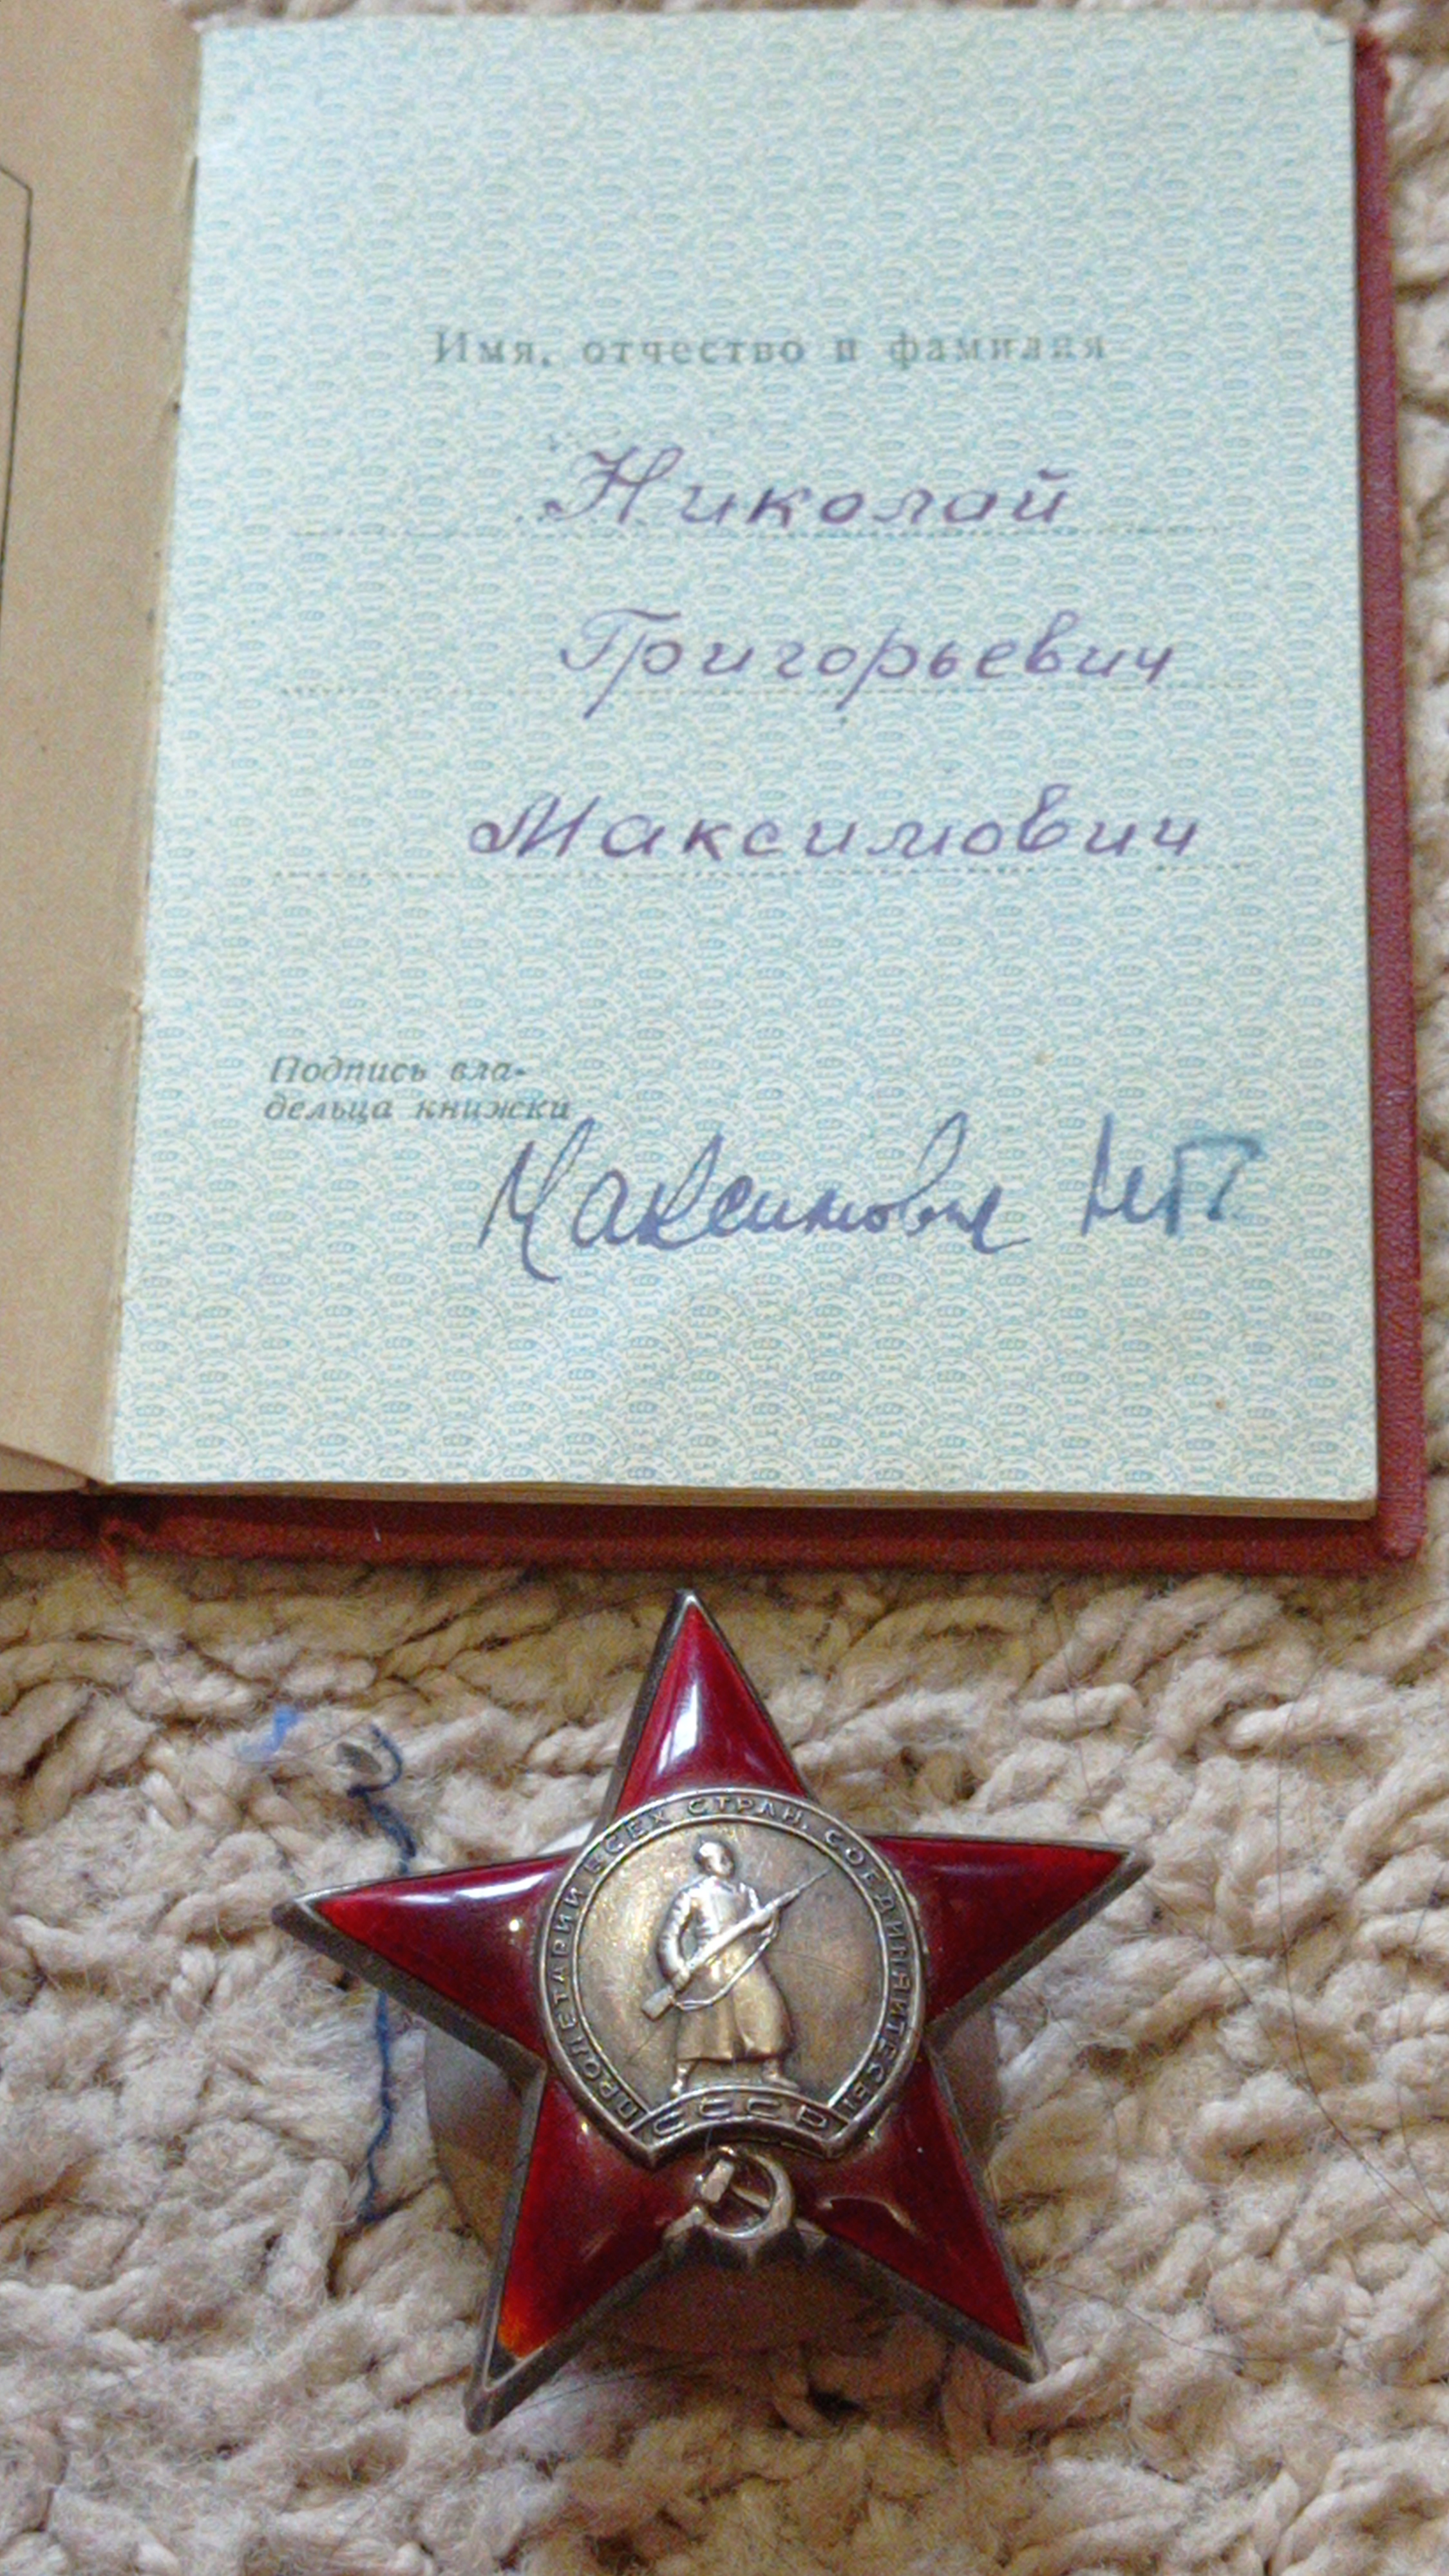 Имя, отчество и фамилия
Николай
Григорьевич
Максимович
Подпись вла-
дельца книжки
Максимович НГ
ПРОЛЕТАРИИ ВСЕХ СТРАН, СОЕДИНЯЙТЕСЬ!
СССР